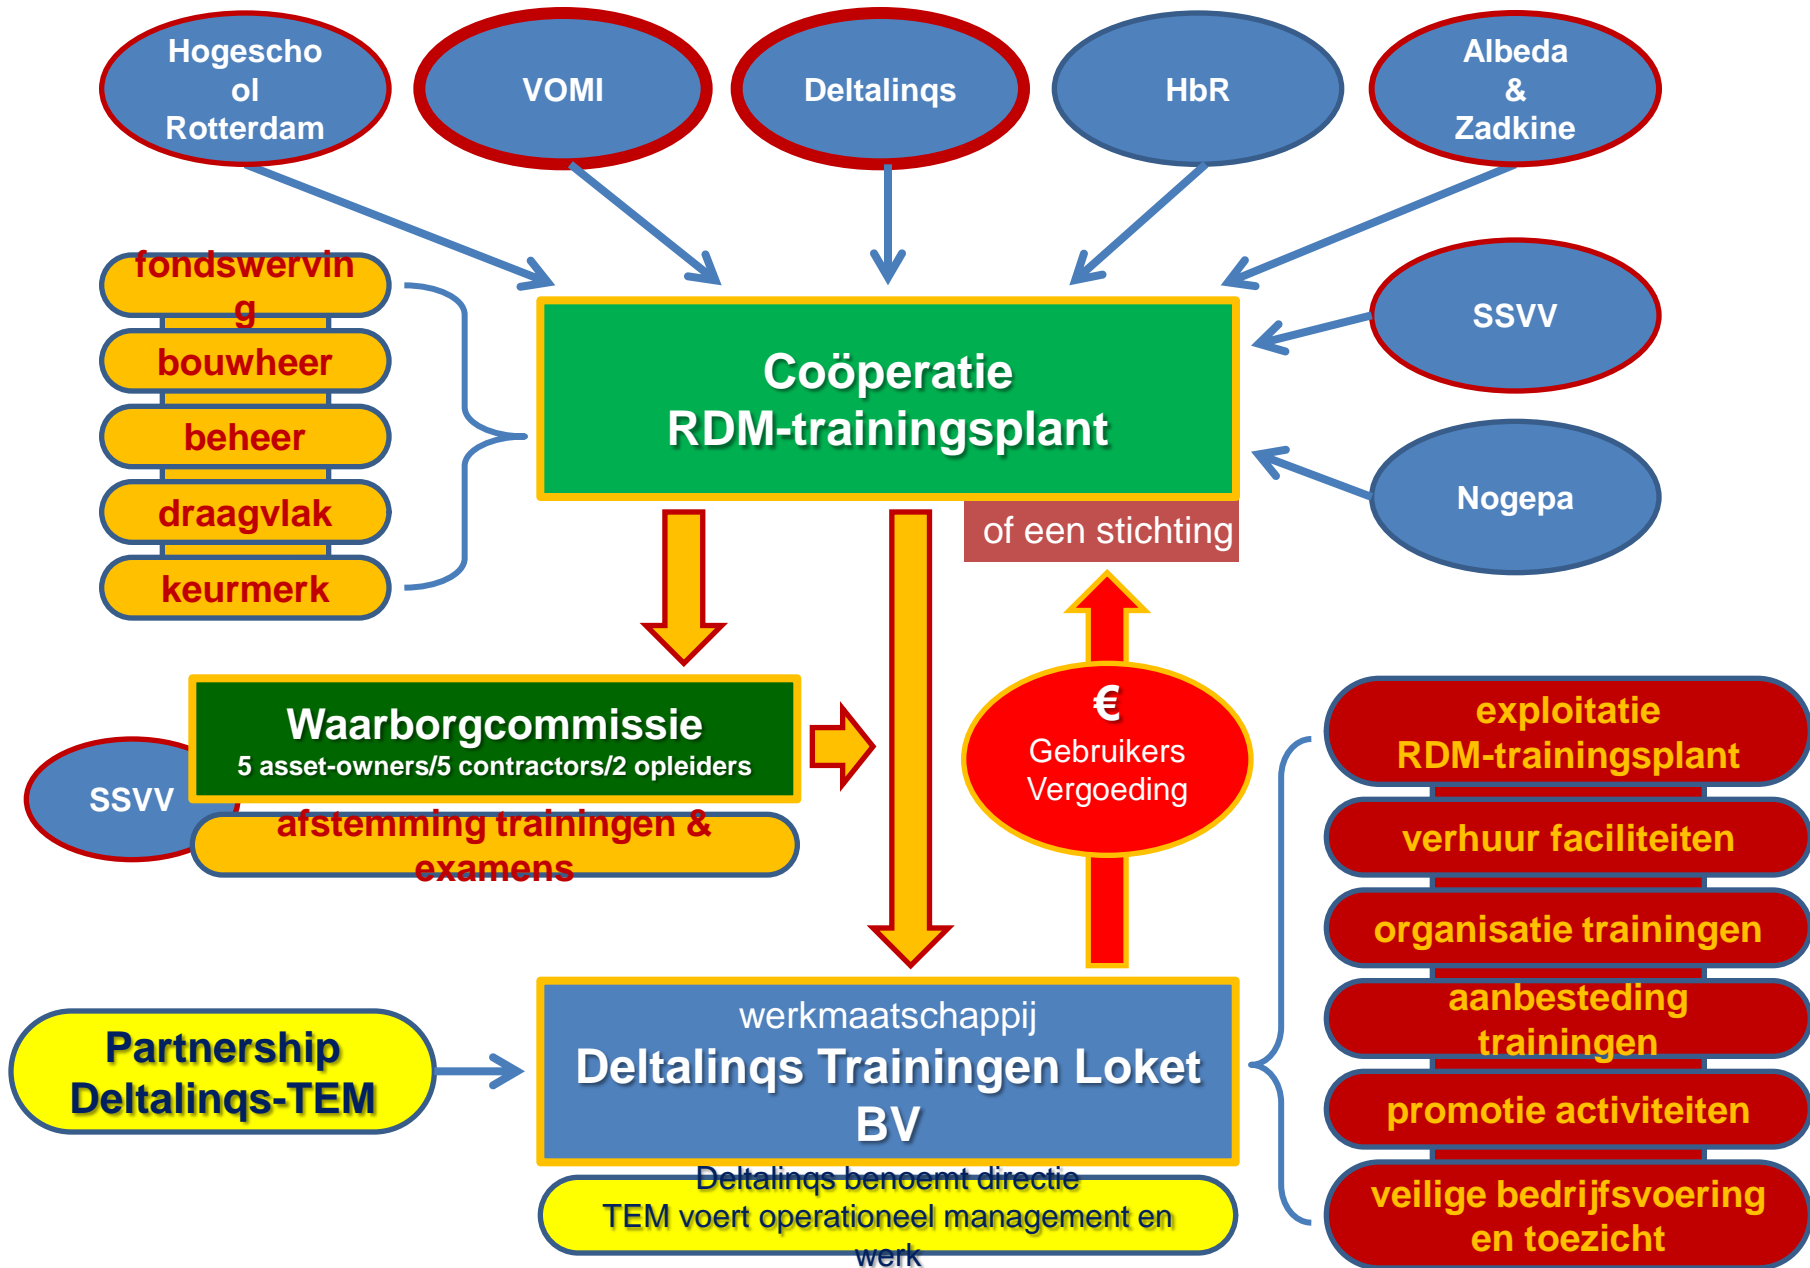 Hogescho
ol
Rotterdam
VOMI
Deltalinqs
HbR
Albeda
&
Zadkine
fondswervin
g
bouwheer
beheer
draagvlak
keurmerk
Coöperatie
RDM-trainingsplant
of een stichting
SSVV
Nogepa
Waarborgcommissie
5 asset-owners/5 contractors/2 opleiders
SSVV
afstemming trainingen &
examens
€
Gebruikers
Vergoeding
exploitatie
RDM-trainingsplant
verhuur faciliteiten
organisatie trainingen
aanbesteding
trainingen
promotie activiteiten
veilige bedrijfsvoering
en toezicht
Partnership
Deltalinqs-TEM
werkmaatschappij
Deltalinqs Trainingen Loket
BV
Deltalinqs benoemt directie
TEM voert operationeel management en
werk